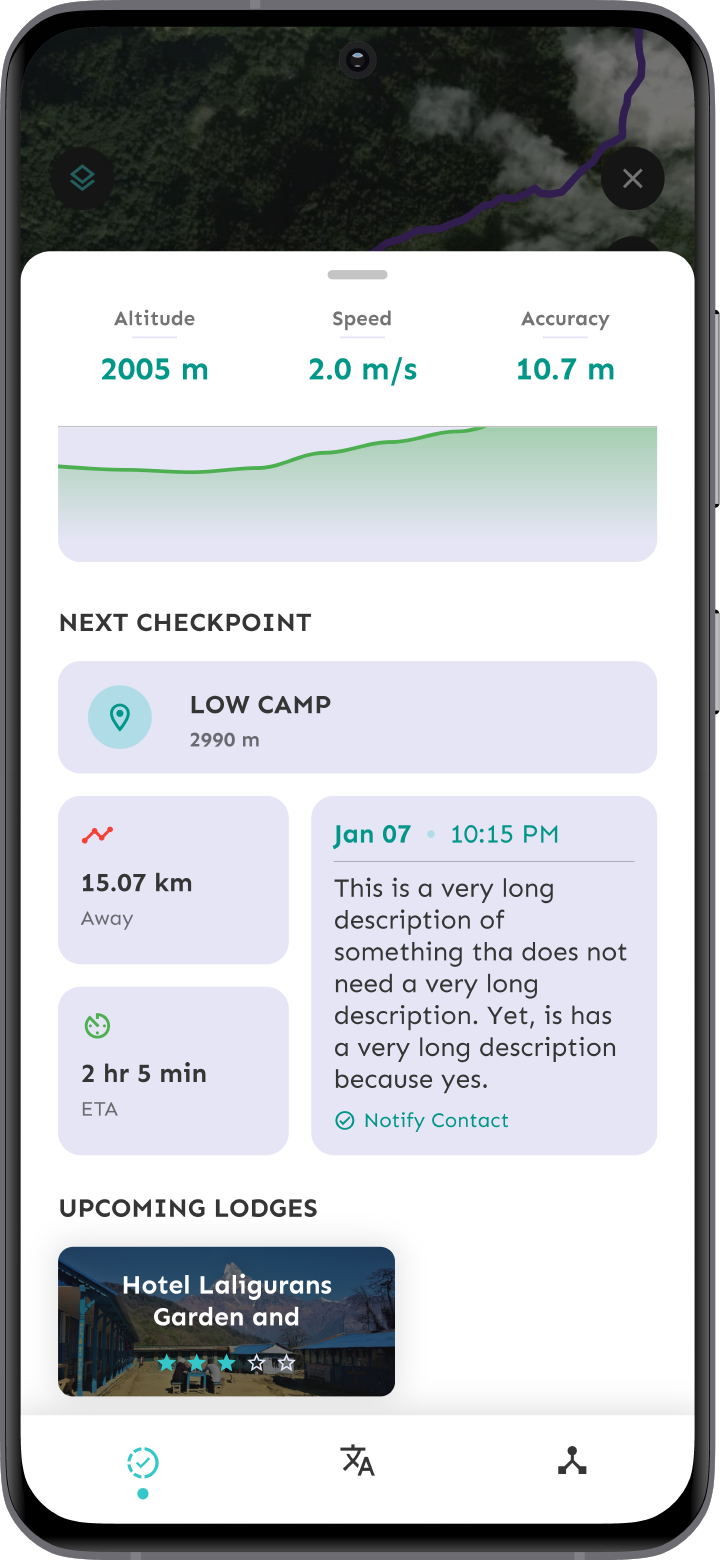 Altitude
Speed
Accuracy
2005 m
2.0 m/s
10.7 m
NEXT CHECKPOINT
LOW CAMP
2990 m
15.07 km
Away
2 hr 5 min
ETA
Jan 07 • 10:15 PM
This is a very long
description of
something tha does not
need a very long
description. Yet, is has
a very long description
because yes.
Notify Contact
UPCOMING LODGES
Hotel Laligurans
Garden and